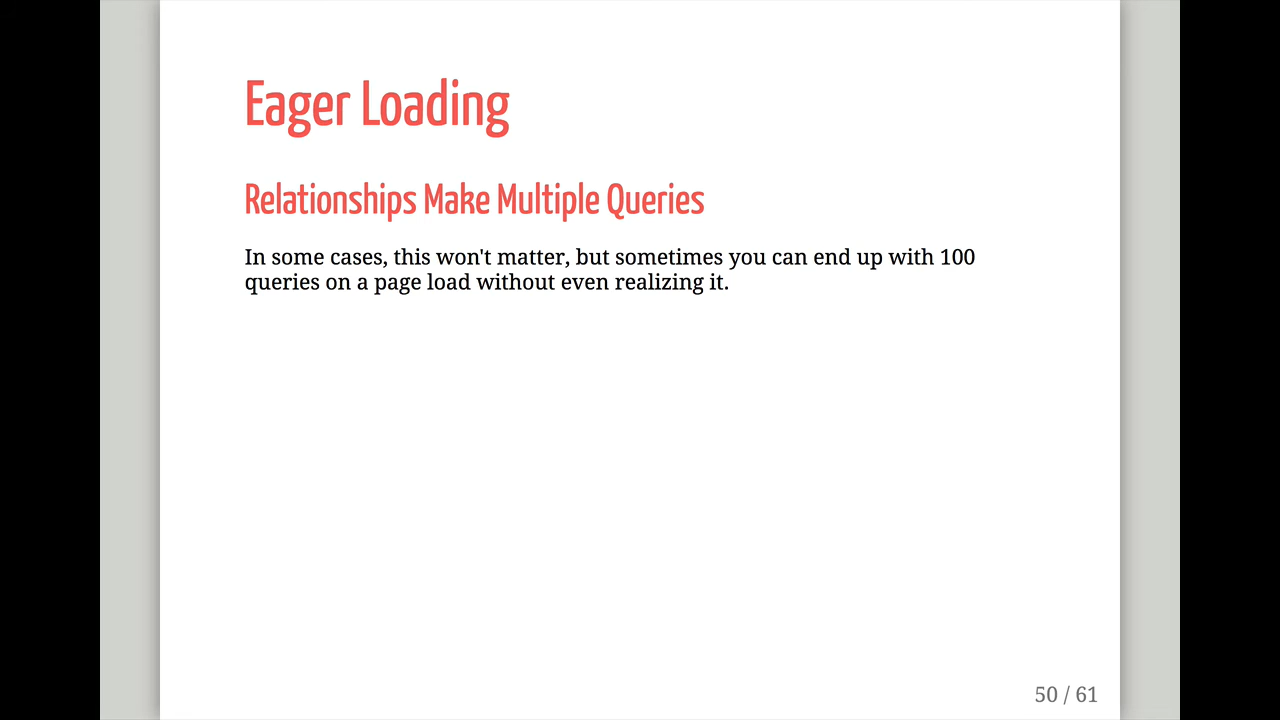 Eager Loading
Relationships Make Multiple Queries
In some cases, this won't matter, but sometimes you can end up with 100
queries on a page load without even realizing it.
50 / 61